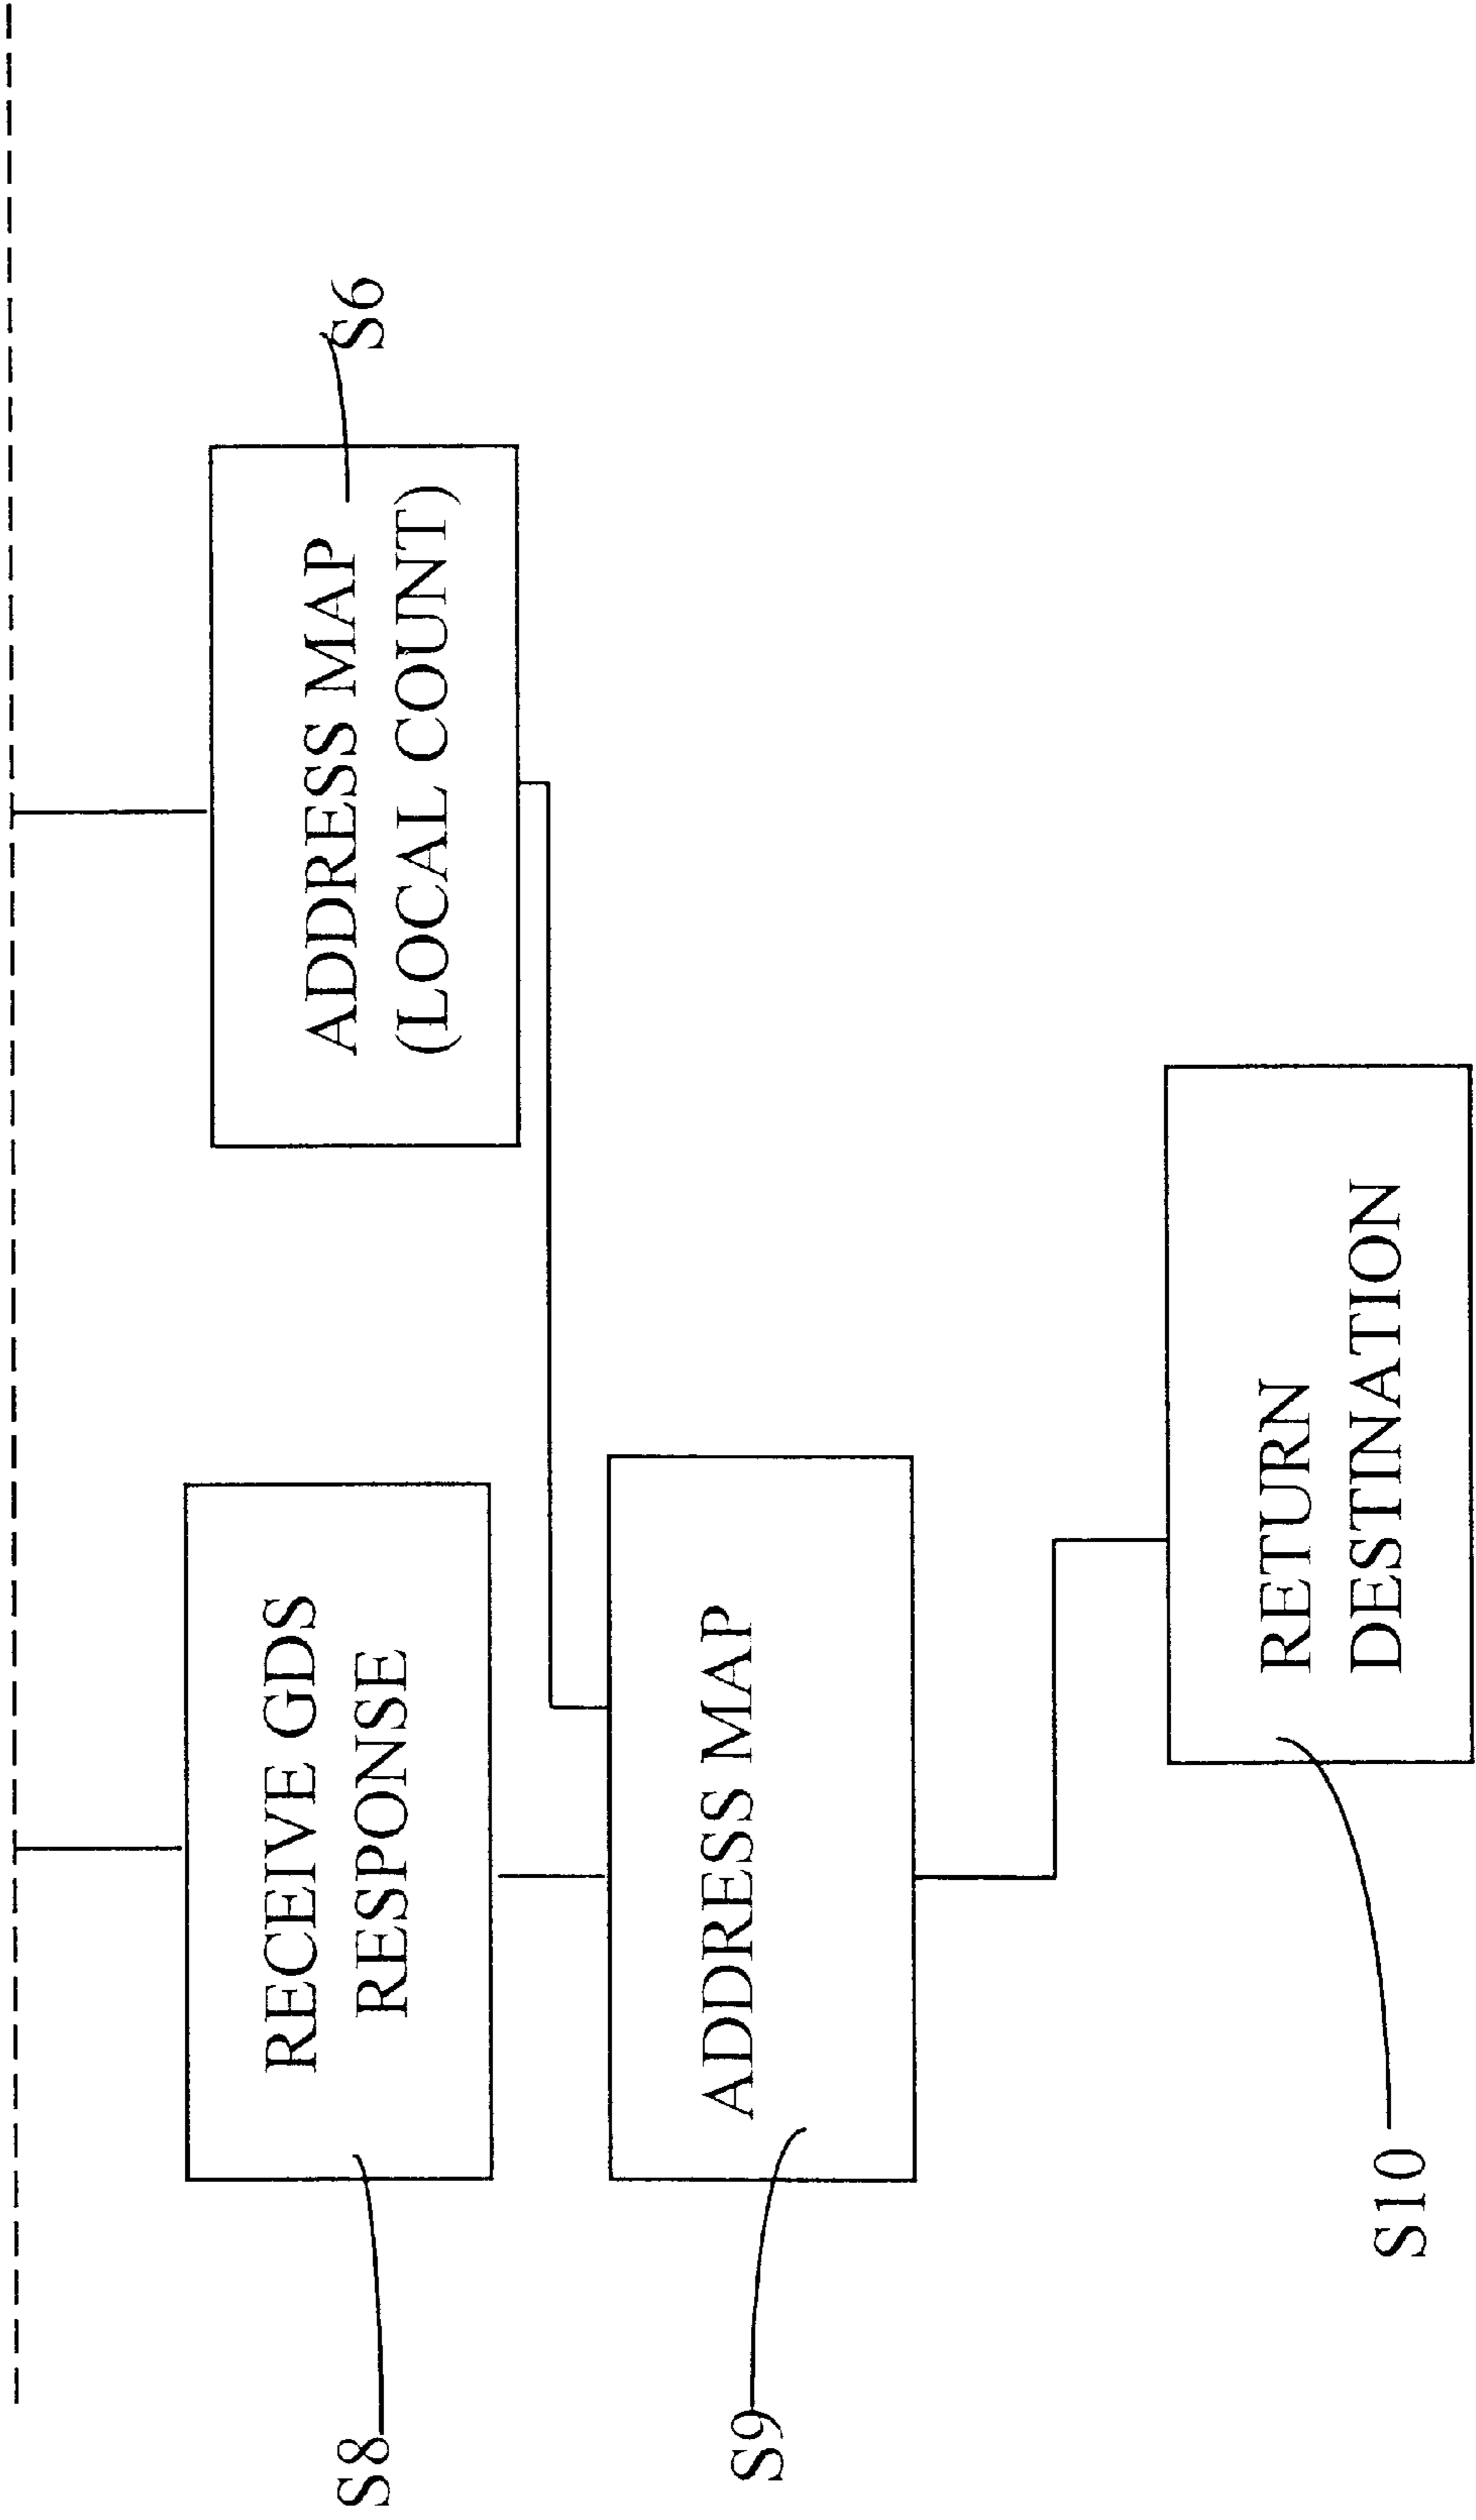 RECEIVE GDS
RESPONSE
S8
ADDRESS MAP
(LOCAL COUNT)
S6
ADDRESS MAP
S9
RETURN
DESTINATION
S10